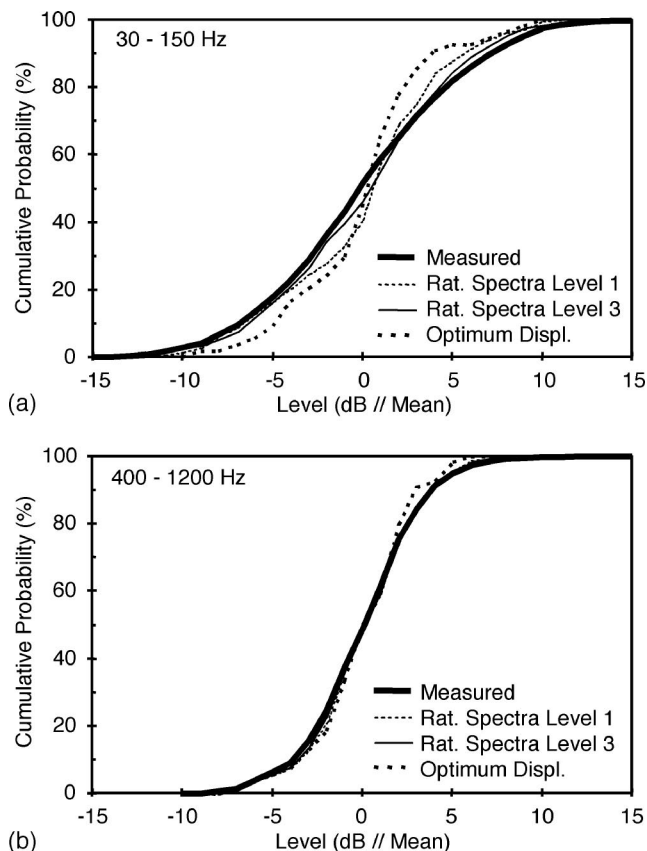 30 - 150 Hz
100
80
60
40
20
0
Cumulative Probability (%)
Measured
Rat. Spectra Level 1
Rat. Spectra Level 3
Optimum Displ.
-15 -10 -5 0 5 10 15
Level (dB // Mean)
(a)
400 - 1200 Hz
100
80
60
40
20
0
Cumulative Probability (%)
Measured
Rat. Spectra Level 1
Rat. Spectra Level 3
Optimum Displ.
-15 -10 -5 0 5 10 15
Level (dB // Mean)
(b)